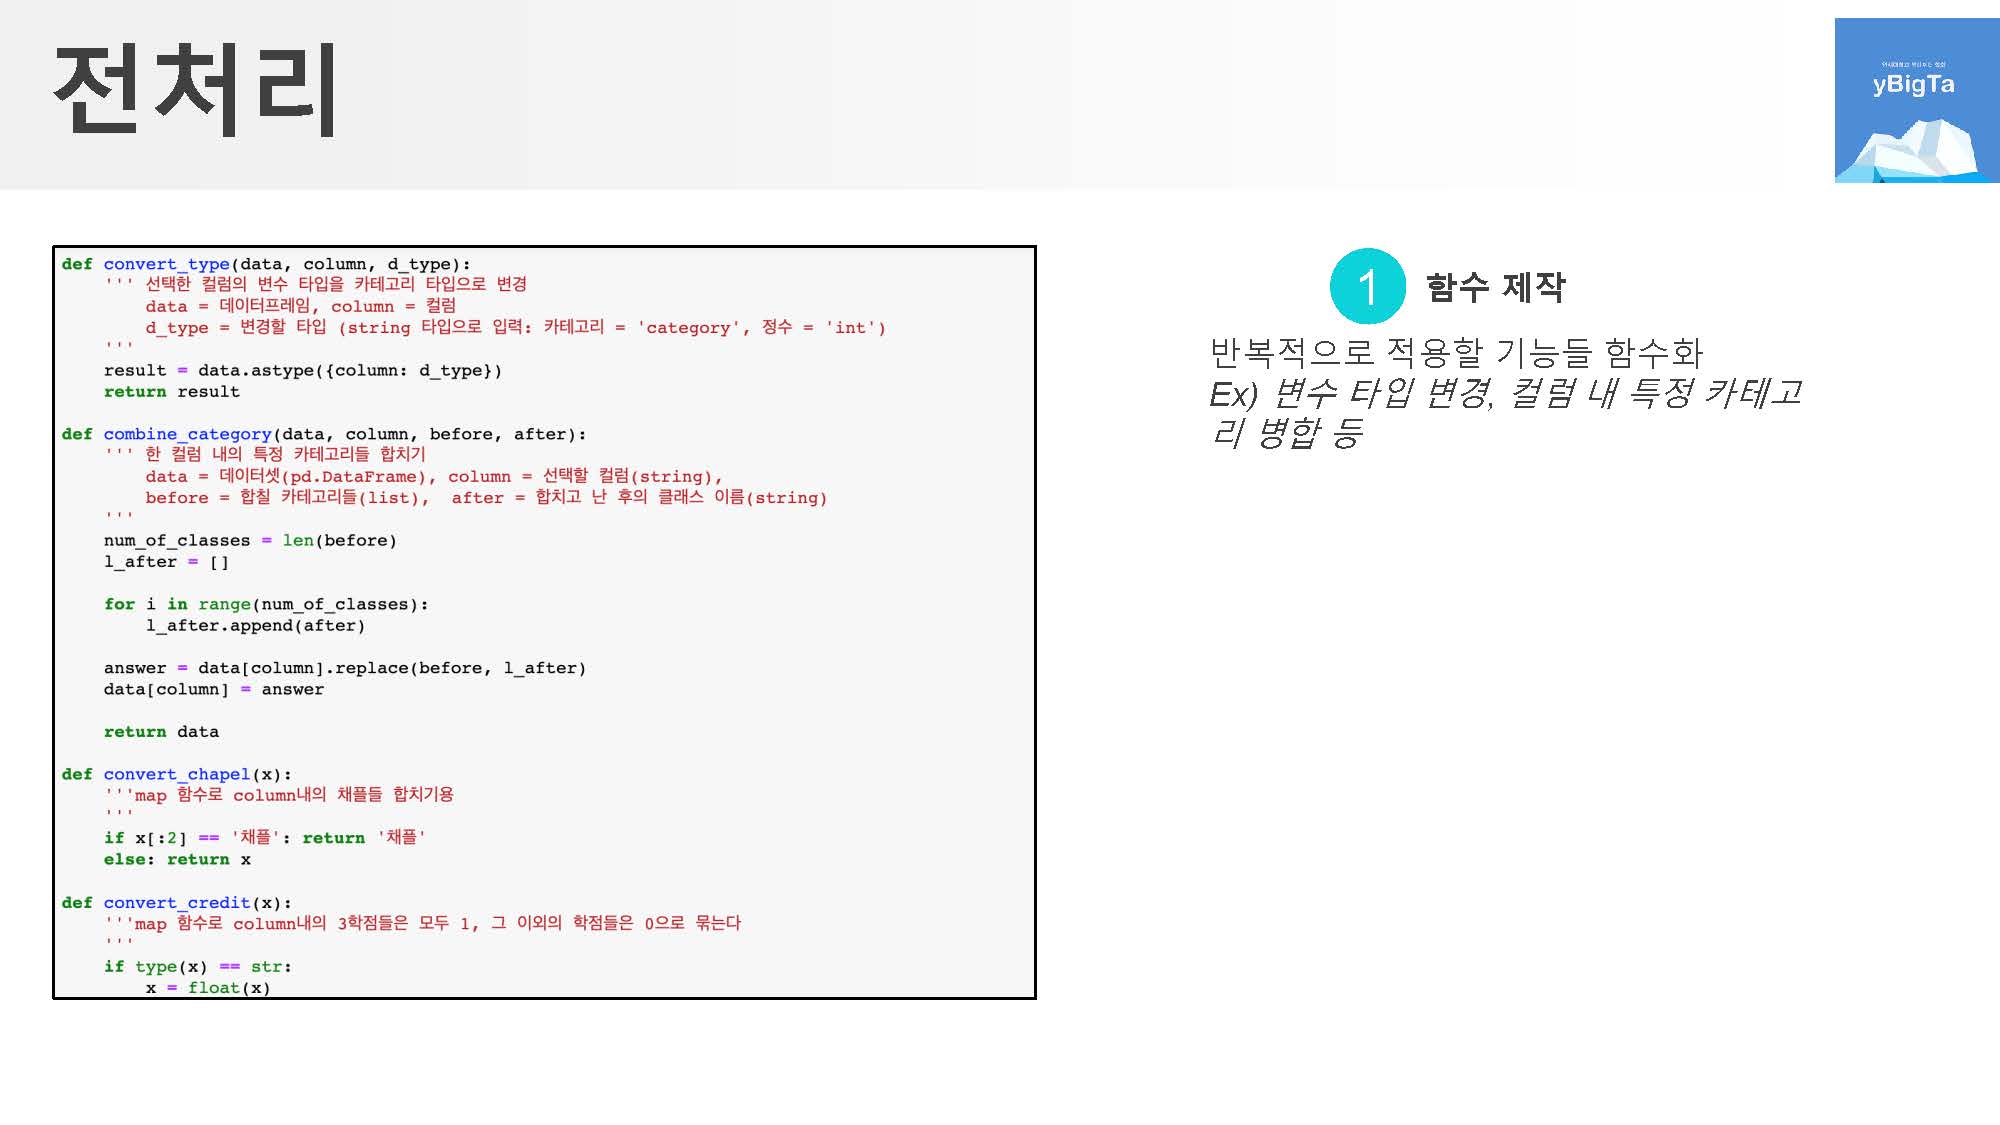 전처리
yBigTa
def convert_type(data, column, d_type):
    ''' 선택한 컬럼의 변수 타입을 카테고리 타입으로 변경
        data = 데이터프레임, column = 컬럼
        d_type = 변경할 타입 (string 타입으로 입력: 카테고리 = 'category', 정수 = 'int')
    '''
    result = data.astype({column: d_type})
    return result
def combine_category(data, column, before, after):
    ''' 한 컬럼 내의 특정 카테고리들 합치기
        data = 데이터셋(pd.DataFrame), column = 선택할 컬럼(string),
        before = 합칠 카테고리들(list),  after = 합치고 난 후의 클래스 이름(string)
    '''
    num_of_classes = len(before)
    l_after = []
    for i in range(num_of_classes):
        l_after.append(after)
    answer = data[column].replace(before, l_after)
    data[column] = answer
    return data
def convert_chapel(x):
    '''map 함수로 column내의 채플들 합치기용
    '''
    if x[:2] == '채플': return '채플'
    else: return x
def convert_credit(x):
    '''map 함수로 column내의 3학점들은 모두 1, 그 이외의 학점들은 0으로 묶는다
    '''
    if type(x) == str:
        x = float(x)
1 함수 제작
반복적으로 적용할 기능들 함수화
Ex) 변수 타입 변경, 컬럼 내 특정 카테고
리 병합 등